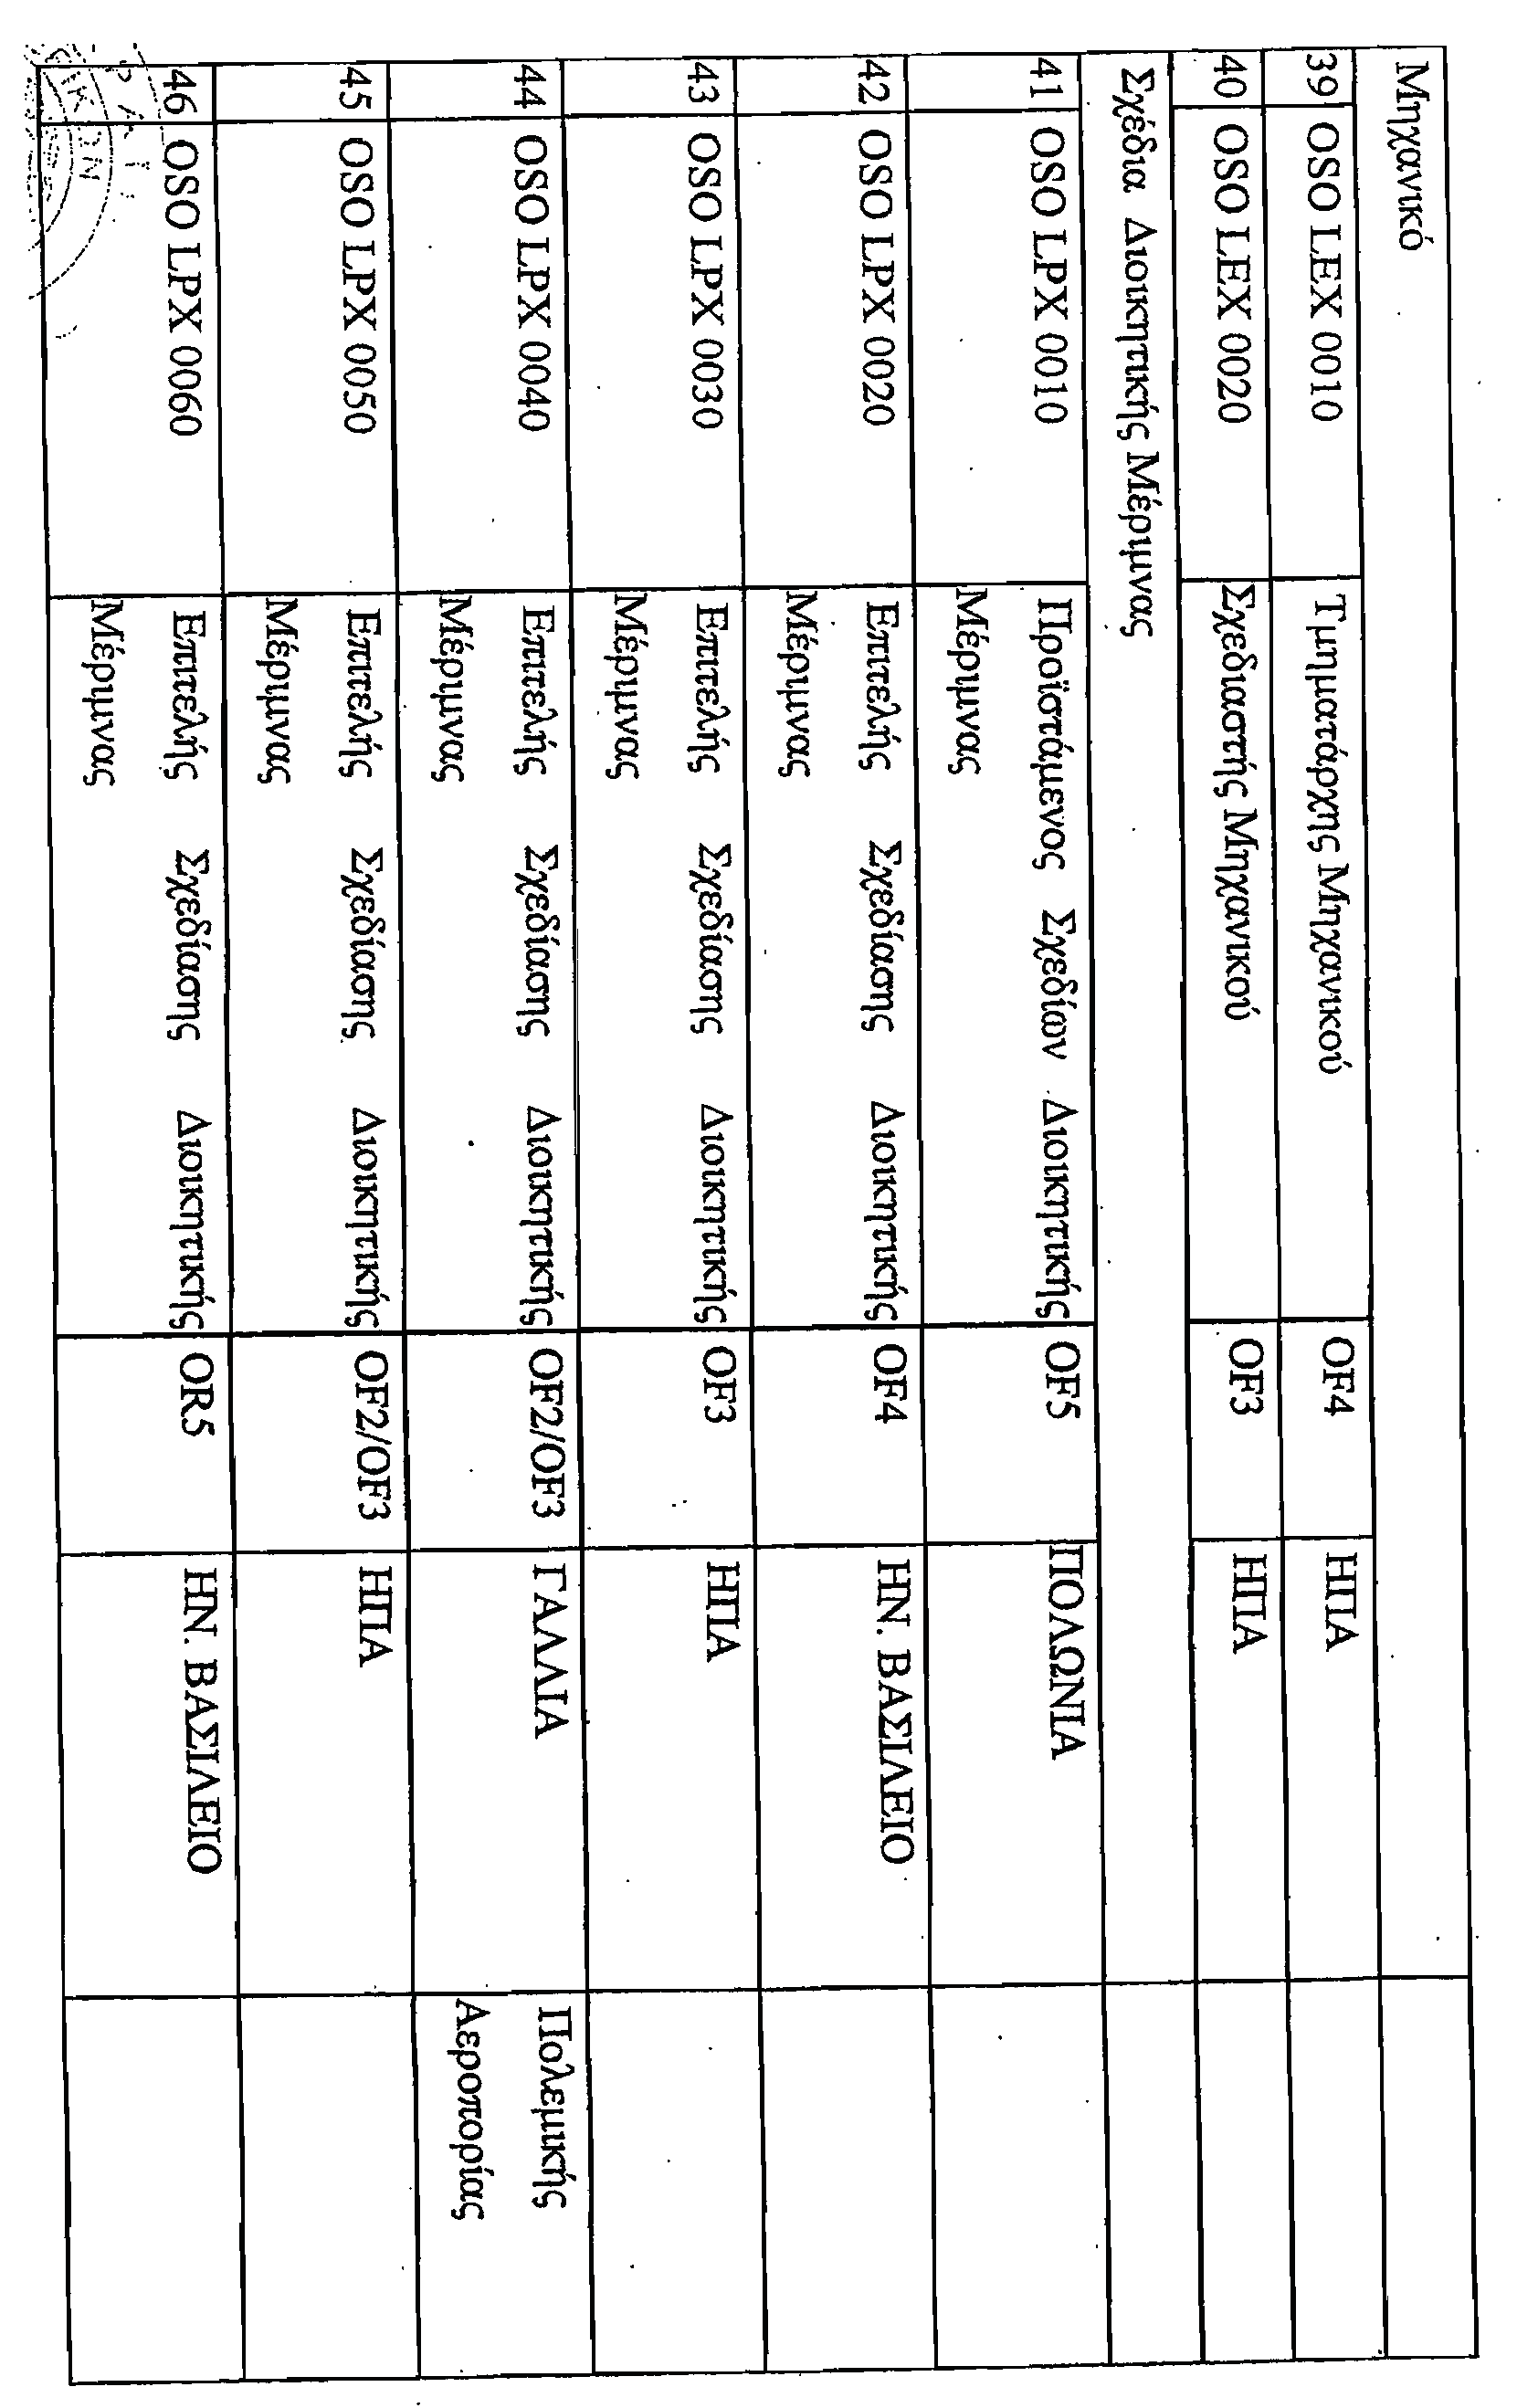 Μηχανικό
39 OSO LEX 0010 Τμηματάρχης Μηχανικού OF4 ΗΠΑ
40 OSO LEX 0020 Σχεδιαστής Μηχανικού OF3 ΗΠΑ
Σχέδια Διοικητικής Μέριμνας
41 OSO LPX 0010 Προϊστάμενος Σχεδίων Διοικητικής OF5 ΠΟΛΩΝΙΑ
Μέριμνας
42 OSO LPX 0020 Επιτελής Σχεδίασης Διοικητικής OF4 ΗΝ. ΒΑΣΙΛΕΙΟ
Μέριμνας
43 OSO LPX 0030 Επιτελής Σχεδίασης Διοικητικής OF3 ΗΠΑ
Μέριμνας
44 OSO LPX 0040 Επιτελής Σχεδίασης Διοικητικής OF2/OF3 ΓΑΛΛΙΑ Πολεμικής
Μέριμνας Αεροπορίας
45 OSO LPX 0050 Επιτελής Σχεδίασης Διοικητικής OF2/OF3 ΗΠΑ
Μέριμνας
46 OSO LPX 0060 Επιτελής Σχεδίασης Διοικητικής OR5 ΗΝ. ΒΑΣΙΛΕΙΟ
Μέριμνας